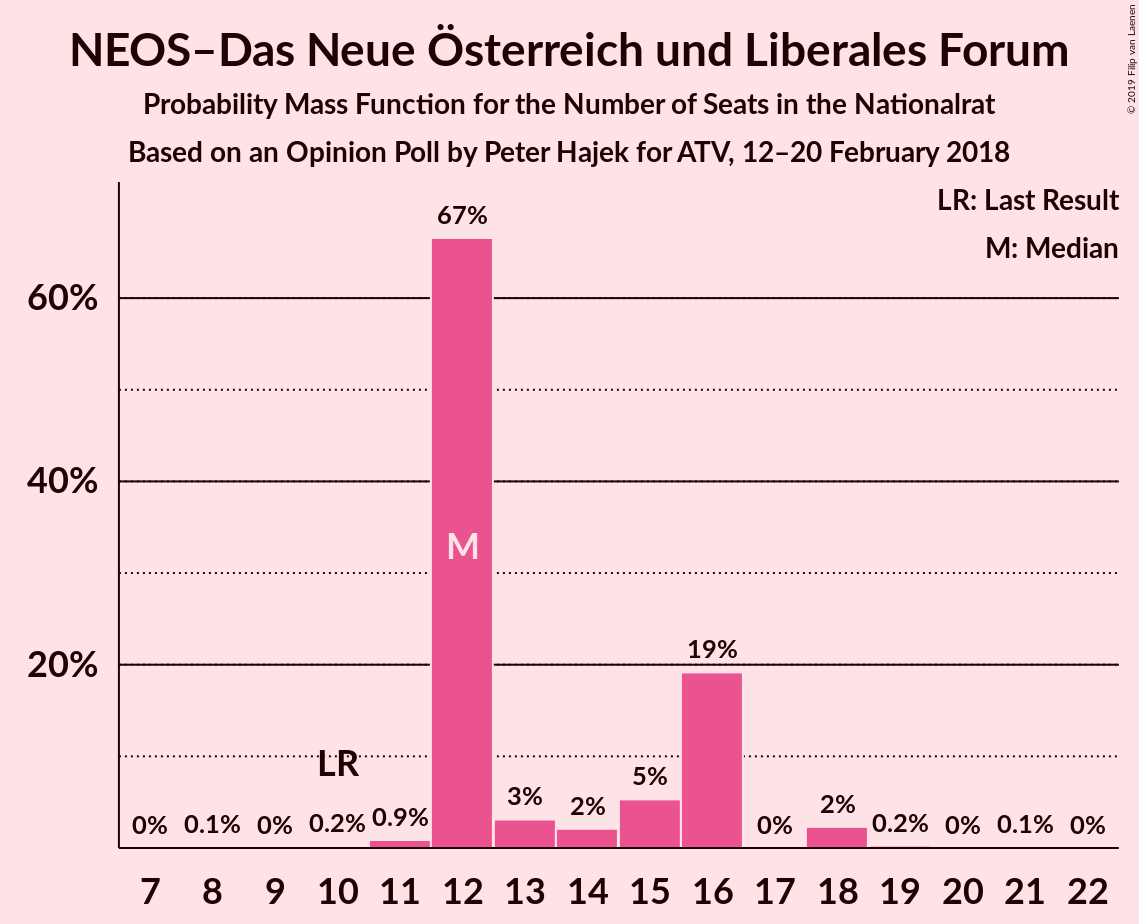 NEOS–Das Neue Österreich und Liberales Forum
Probability Mass Function for the Number of Seats in the Nationalrat
Based on an Opinion Poll by Peter Hajek for ATV, 12–20 February 2018
© 2019 Filip van Laenen
LR: Last Result
M: Median
67%
60%
40%
M
19%
20%
LR
0% 0.1% 0% 0.2% 0.9% 3% 2% 5% 0% 2% 0.2% 0% 0.1% 0%
7 8 9 10 11 12 13 14 15 16 17 18 19 20 21 22